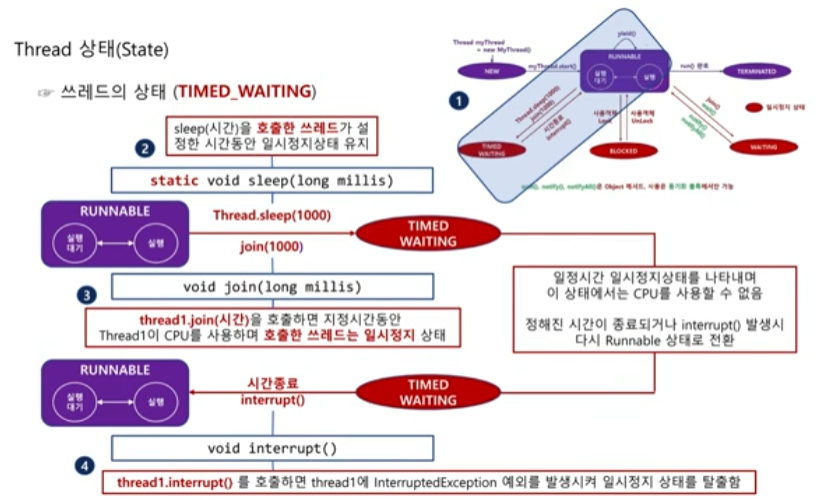 Thread 상태(State)
☞ 쓰레드의 상태 (TIMED_WAITING)
1
Thread myThread
= new MyThread()
NEW
myThread.start()
yield()
RUNNABLE
실행
대기
실행
run() 완료
TERMINATED
Thread.sleep(1000)
join(1000)
시간종료
interrupt()
사용객체
Lock
사용객체
UnLock
TIMED
WAITING
BLOCKED
WAITING
일시정지 상태
notify(), notifyAll()은 Object 메서드, 사용은 동기화 블록에서만 가능
2
sleep(시간)을 호출한 쓰레드가 설
정한 시간동안 일시정지상태 유지
static void sleep(long millis)
RUNNABLE
실행
대기
실행
Thread.sleep(1000)
join(1000)
TIMED
WAITING
void join(long millis)
3
thread1.join(시간)을 호출하면 지정시간동안
Thread1이 CPU를 사용하며 호출한 쓰레드는 일시정지 상태
일정시간 일시정지상태를 나타내며
이 상태에서는 CPU를 사용할 수 없음
정해진 시간이 종료되거나 interrupt() 발생시
다시 Runnable 상태로 전환
RUNNABLE
실행
대기
실행
시간종료
interrupt()
TIMED
WAITING
void interrupt()
4
thread1.interrupt() 를 호출하면 thread1에 InterruptedException 예외를 발생시켜 일시정지 상태를 탈출함